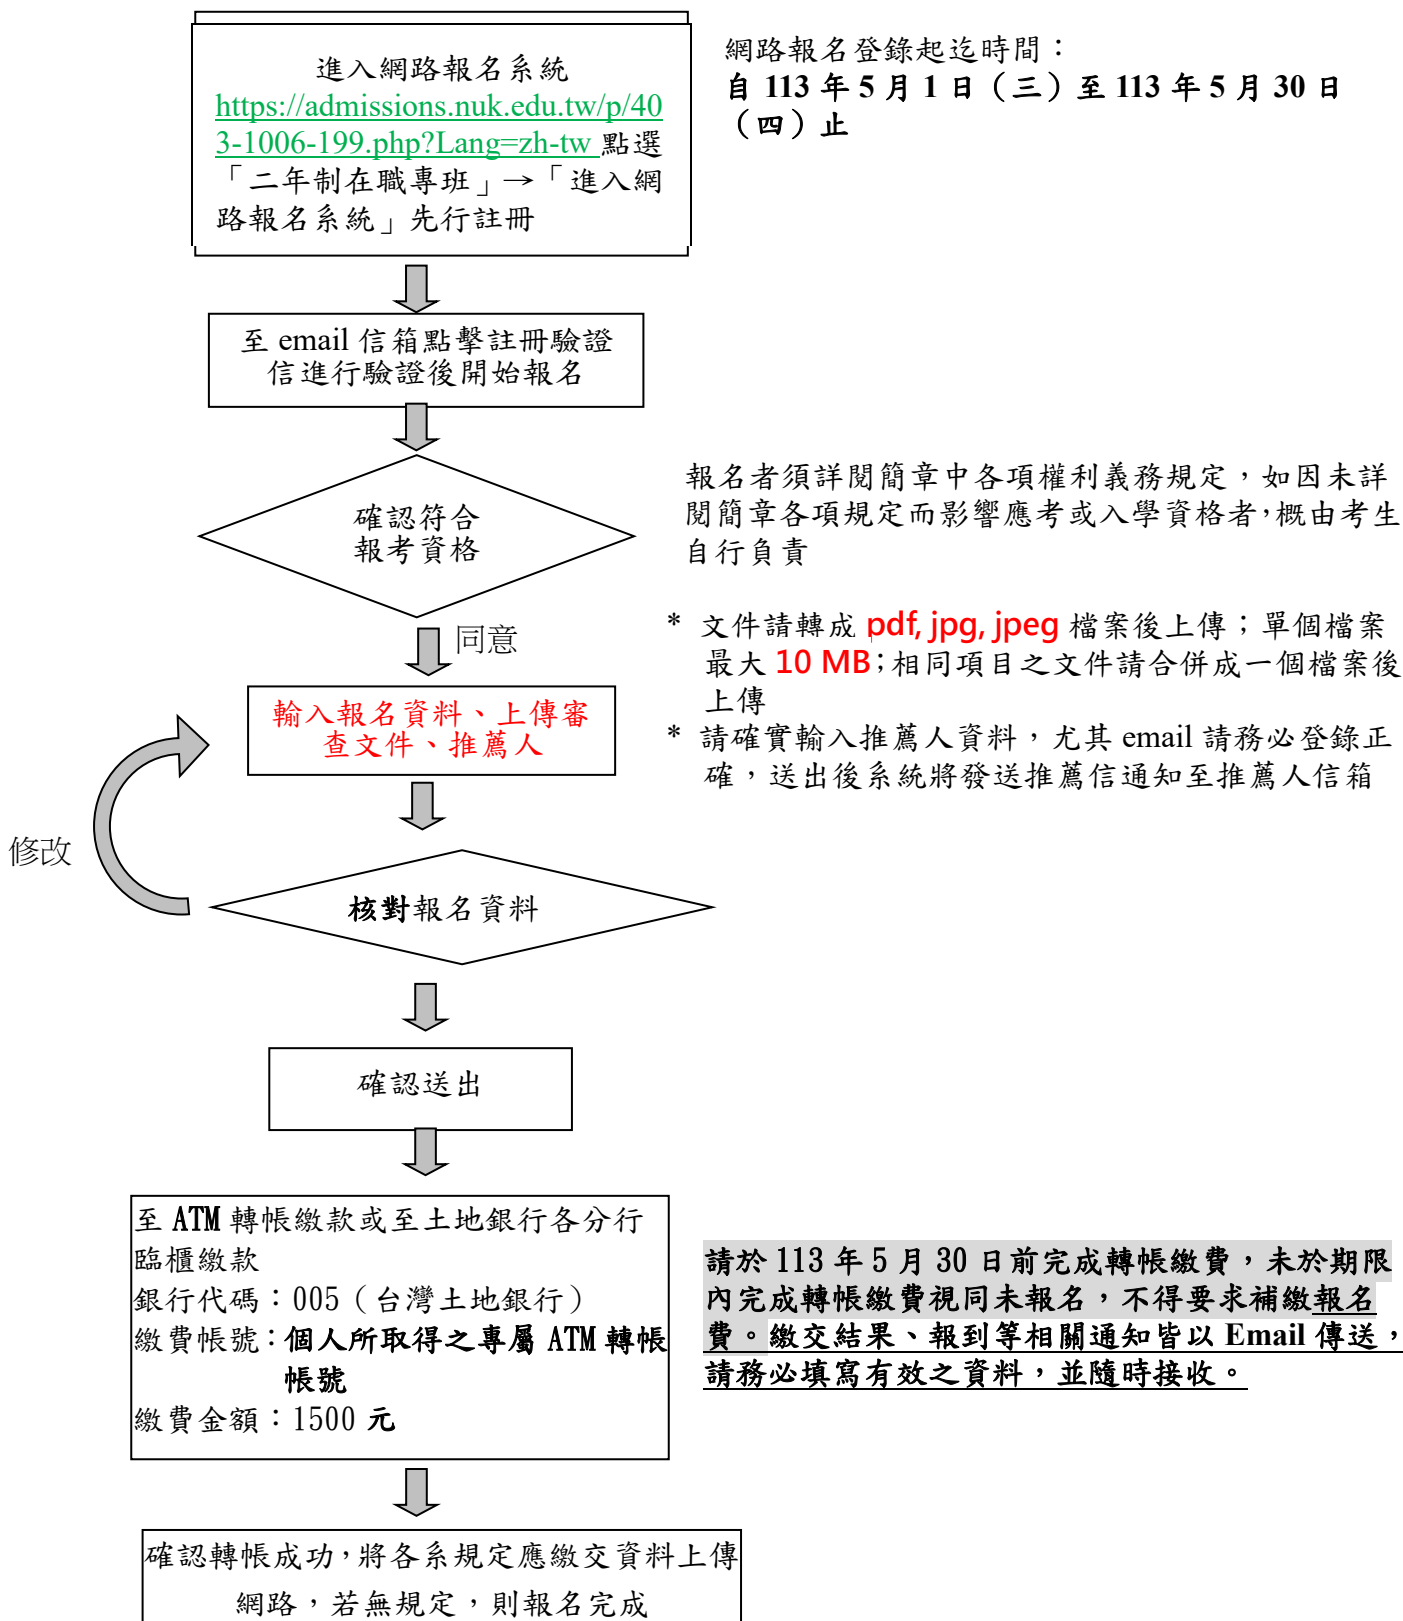 進入網路報名系統
https://admissions.nuk.edu.tw/p/40
3-1006-199.php?Lang=zh-tw 點選
「二年制在職專班」→「進入網
路報名系統」先行註冊
網路報名登錄起迄時間：
自 113 年 5 月 1 日（三）至 113 年 5 月 30 日
（四）止
至 email 信箱點擊註冊驗證
信進行驗證後開始報名
確認符合
報考資格
報名者須詳閱簡章中各項權利義務規定，如因未詳
閱簡章各項規定而影響應考或入學資格者，概由考生
自行負責
同意
* 文件請轉成 pdf, jpg, jpeg 檔案後上傳；單個檔案
最大 10 MB；相同項目之文件請合併成一個檔案後
上傳
* 請確實輸入推薦人資料，尤其 email 請務必登錄正
確，送出後系統將發送推薦信通知至推薦人信箱
輸入報名資料、上傳審
查文件、推薦人
修改
核對報名資料
確認送出
至 ATM 轉帳繳款或至土地銀行各分行
臨櫃繳款
銀行代碼：005（台灣土地銀行）
繳費帳號：個人所取得之專屬 ATM 轉帳
帳號
繳費金額：1500 元
請於 113 年 5 月 30 日前完成轉帳繳費，未於期限
內完成轉帳繳費視同未報名，不得要求補繳報名
費。繳交結果、報到等相關通知皆以 Email 傳送，
請務必填寫有效之資料，並隨時接收。
確認轉帳成功，將各系規定應繳交資料上傳
網路，若無規定，則報名完成